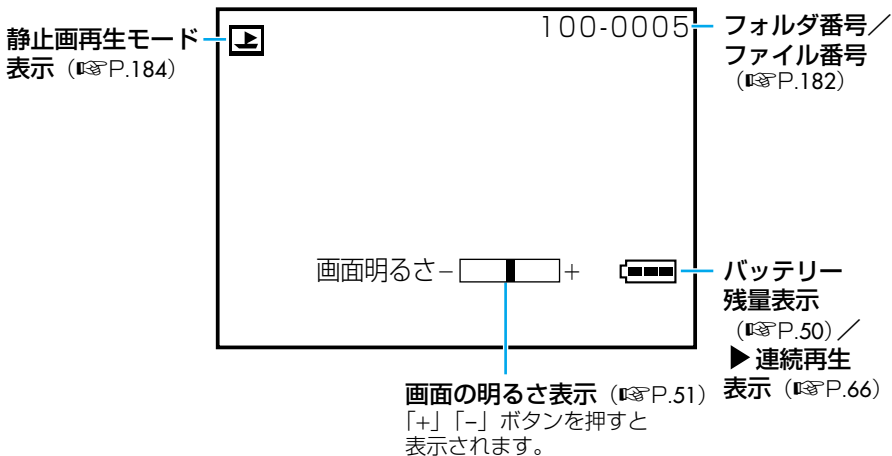 静止画再生モード
表示（☞P.184）
100-0005
フォルダ番号／
ファイル番号
（☞P.182）
画面明るさ－ ＋
バッテリー
残量表示
（☞P.50）／
▶連続再生
表示（☞P.66）
画面の明るさ表示（☞P.51）
「+」「−」ボタンを押すと
表示されます。